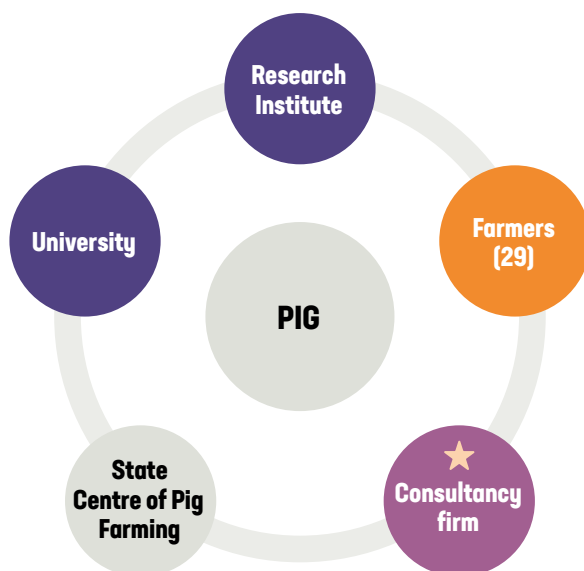 Research
Institute
University
Farmers
(29)
PIG
State
Centre of Pig
Farming
Consultancy
firm